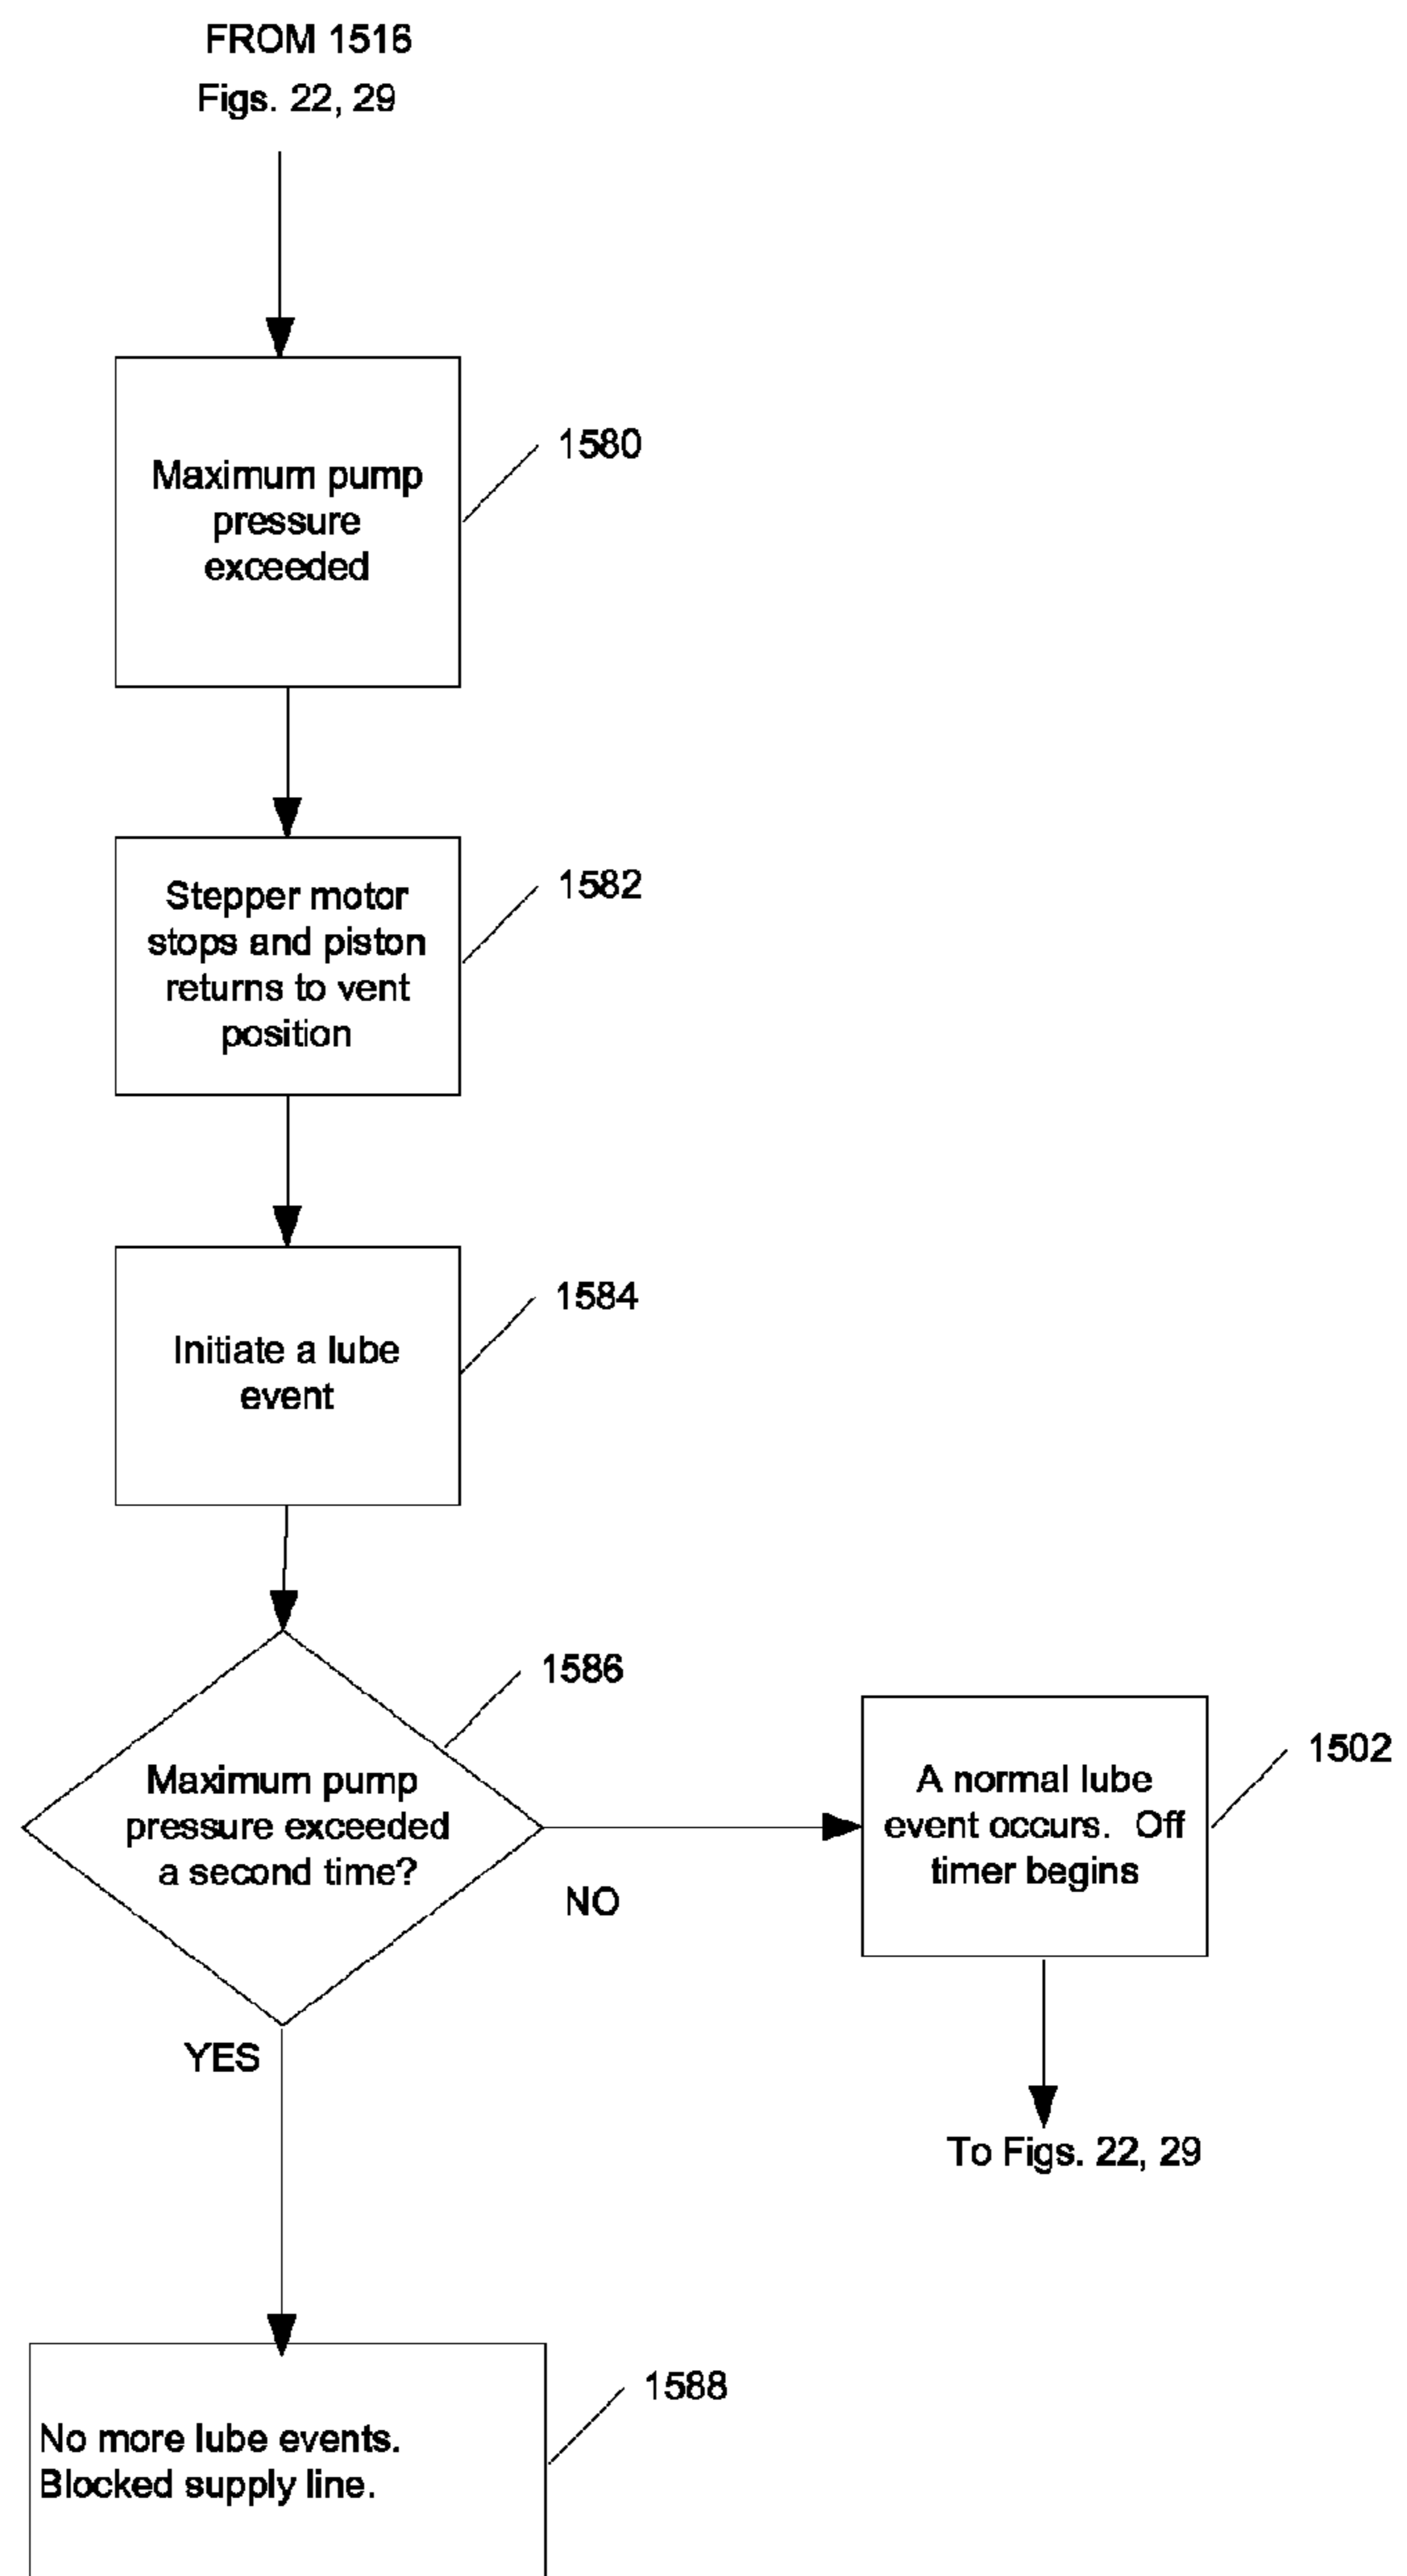 FROM 1516
Figs. 22, 29
1580
Maximum pump
pressure
exceeded
1582
Stepper motor
stops and piston
returns to vent
position
1584
Initiate a lube
event
1586
Maximum pump
pressure exceeded
a second time?
1502
A normal lube
event occurs. Off
timer begins
NO
YES
To Figs. 22, 29
1588
No more lube events.
Blocked supply line.